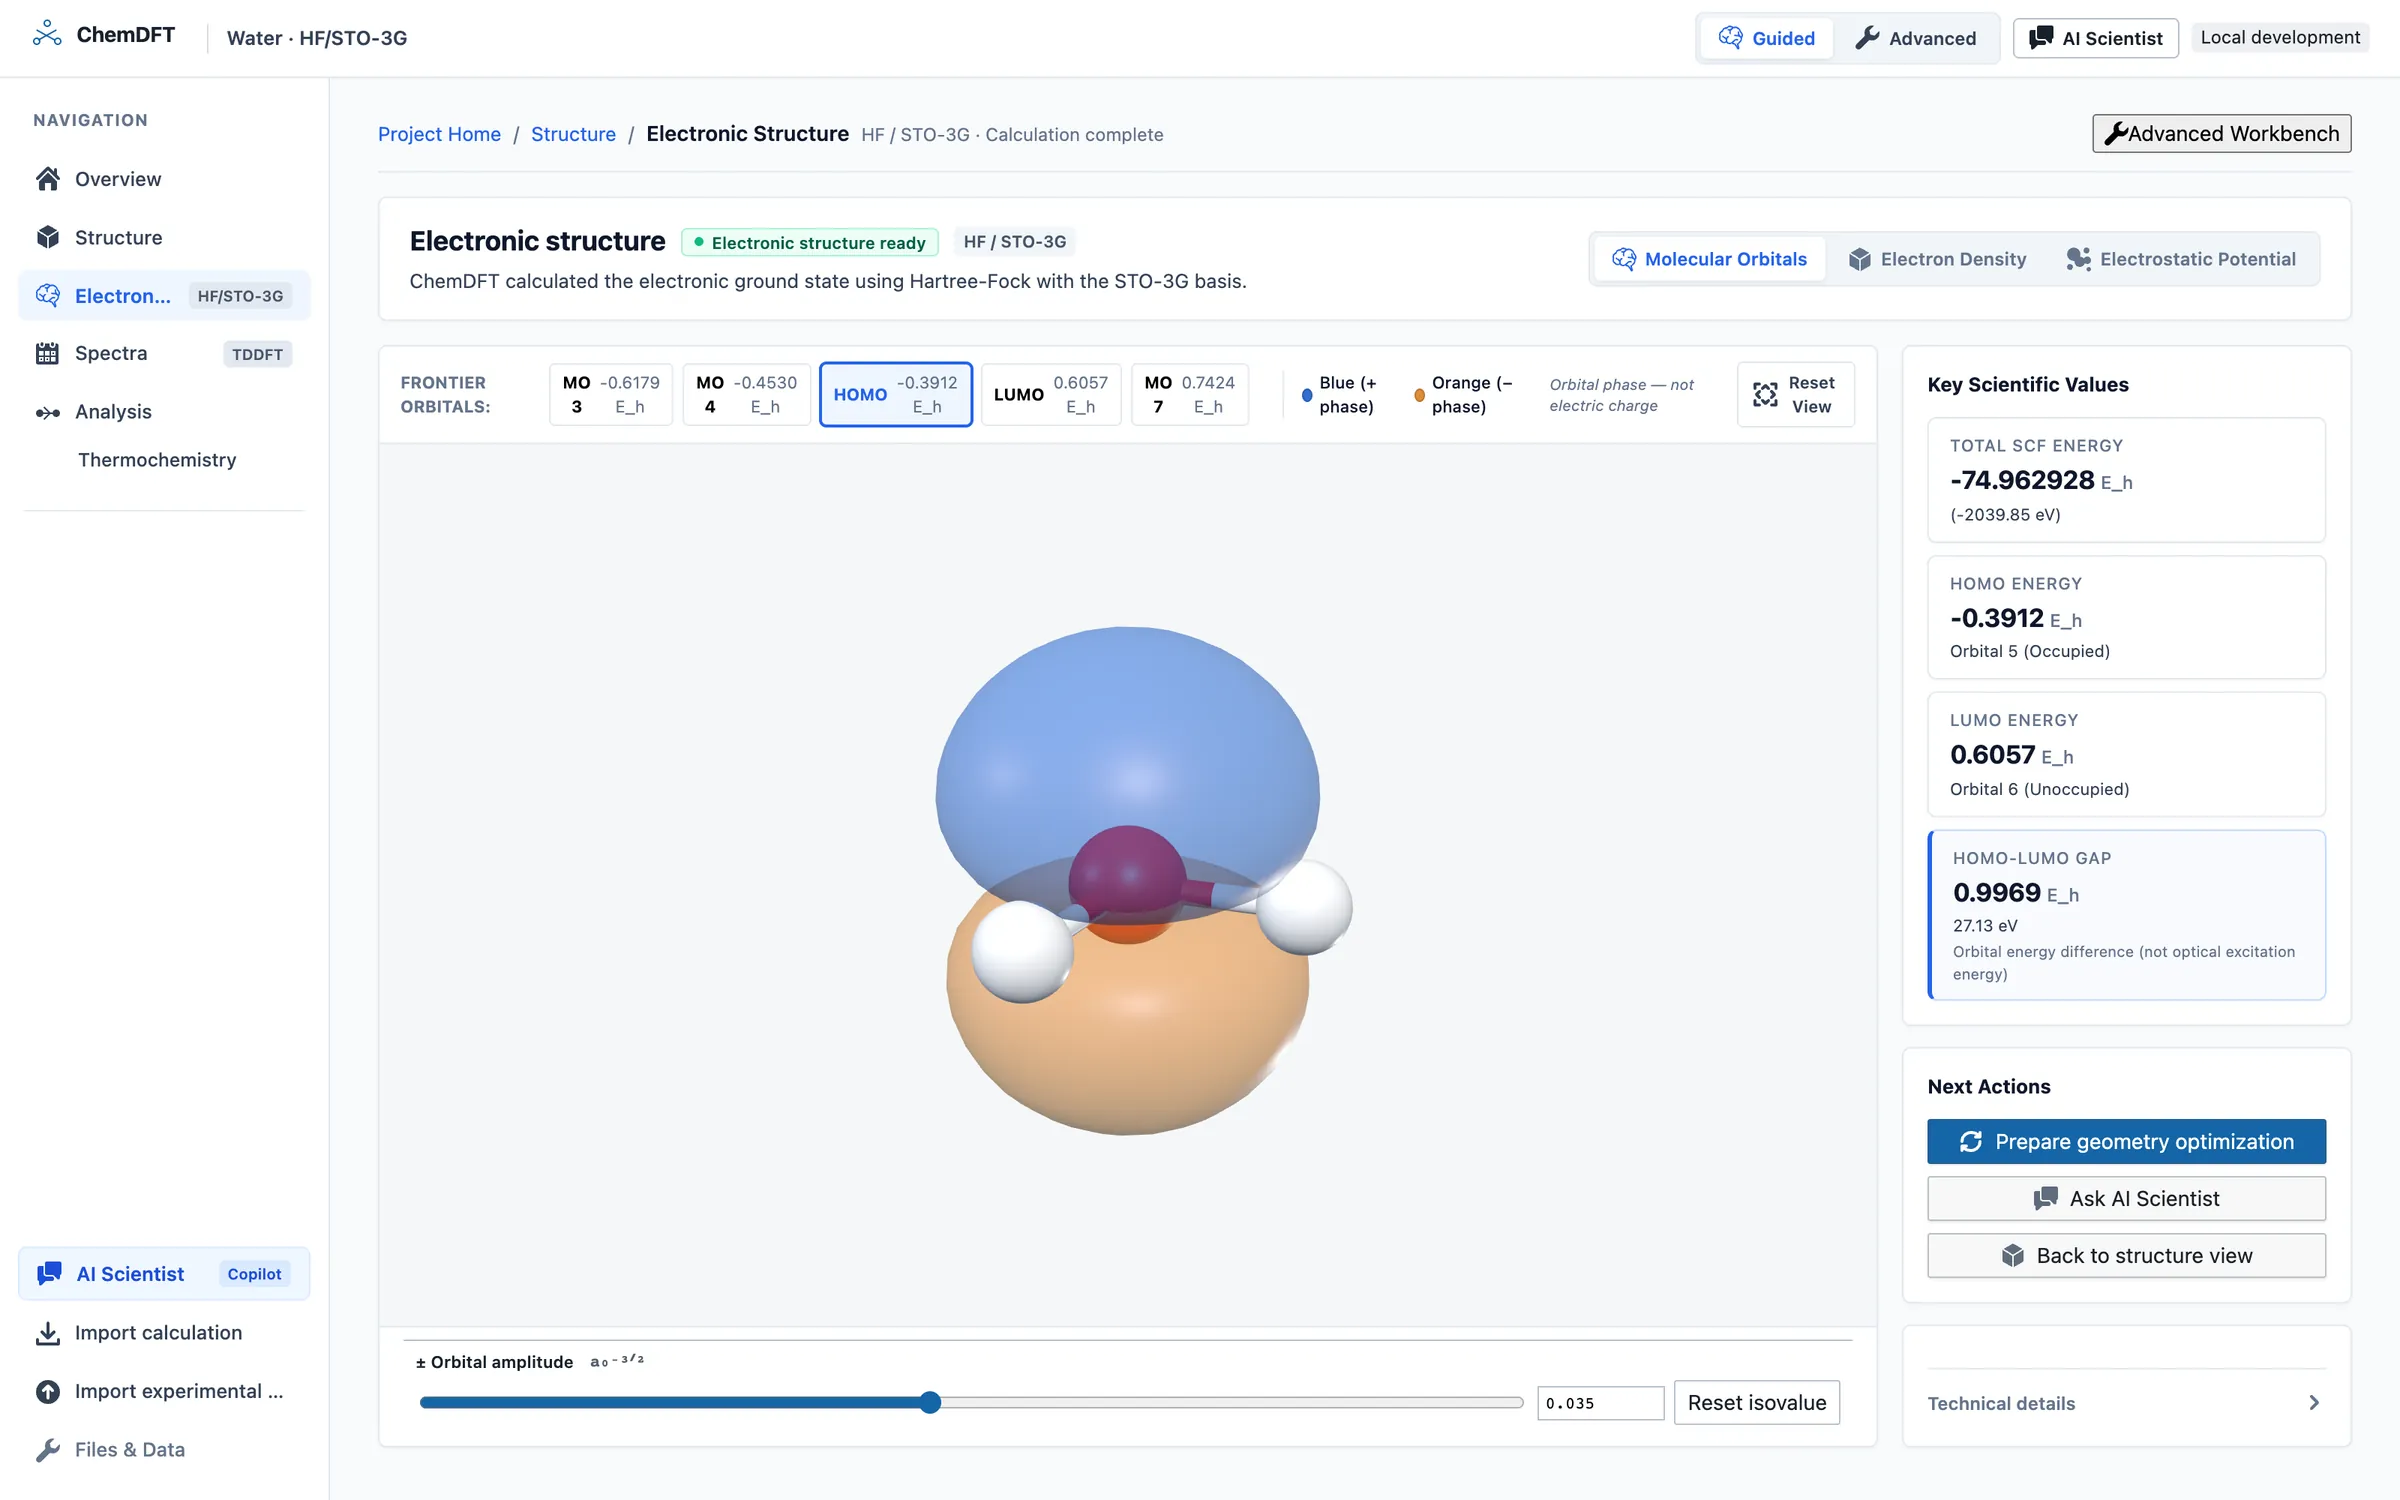 ChemDFT
Water · HF/STO-3G
Guided
Advanced
AI Scientist
Local development
NAVIGATION
Overview
Structure
Electron... HF/STO-3G
Spectra TDDFT
Analysis
Thermochemistry
AI Scientist Copilot
Import calculation
Import experimental ...
Files & Data
Project Home / Structure / Electronic Structure HF / STO-3G · Calculation complete
Advanced Workbench
Electronic structure
Electronic structure ready
HF / STO-3G
ChemDFT calculated the electronic ground state using Hartree-Fock with the STO-3G basis.
Molecular Orbitals
Electron Density
Electrostatic Potential
FRONTIER
ORBITALS:
MO -0.6179
3 E_h
MO -0.4530
4 E_h
HOMO -0.3912
E_h
LUMO 0.6057
E_h
MO 0.7424
7 E_h
Blue (+
phase)
Orange (−
phase)
Orbital phase — not
electric charge
Reset
View
± Orbital amplitude a₀⁻³ᐟ²
0.035
Reset isovalue
Key Scientific Values
TOTAL SCF ENERGY
-74.962928 E_h
(-2039.85 eV)
HOMO ENERGY
-0.3912 E_h
Orbital 5 (Occupied)
LUMO ENERGY
0.6057 E_h
Orbital 6 (Unoccupied)
HOMO-LUMO GAP
0.9969 E_h
27.13 eV
Orbital energy difference (not optical excitation
energy)
Next Actions
Prepare geometry optimization
Ask AI Scientist
Back to structure view
Technical details